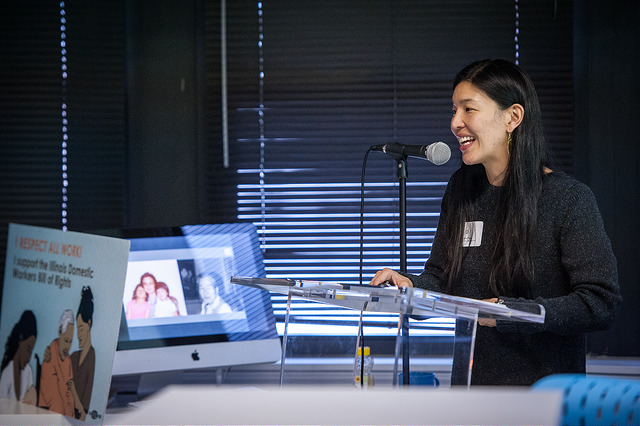 I RESPECT ALL WORK!
I support the Illinois Domestic
Workers Bill of Rights